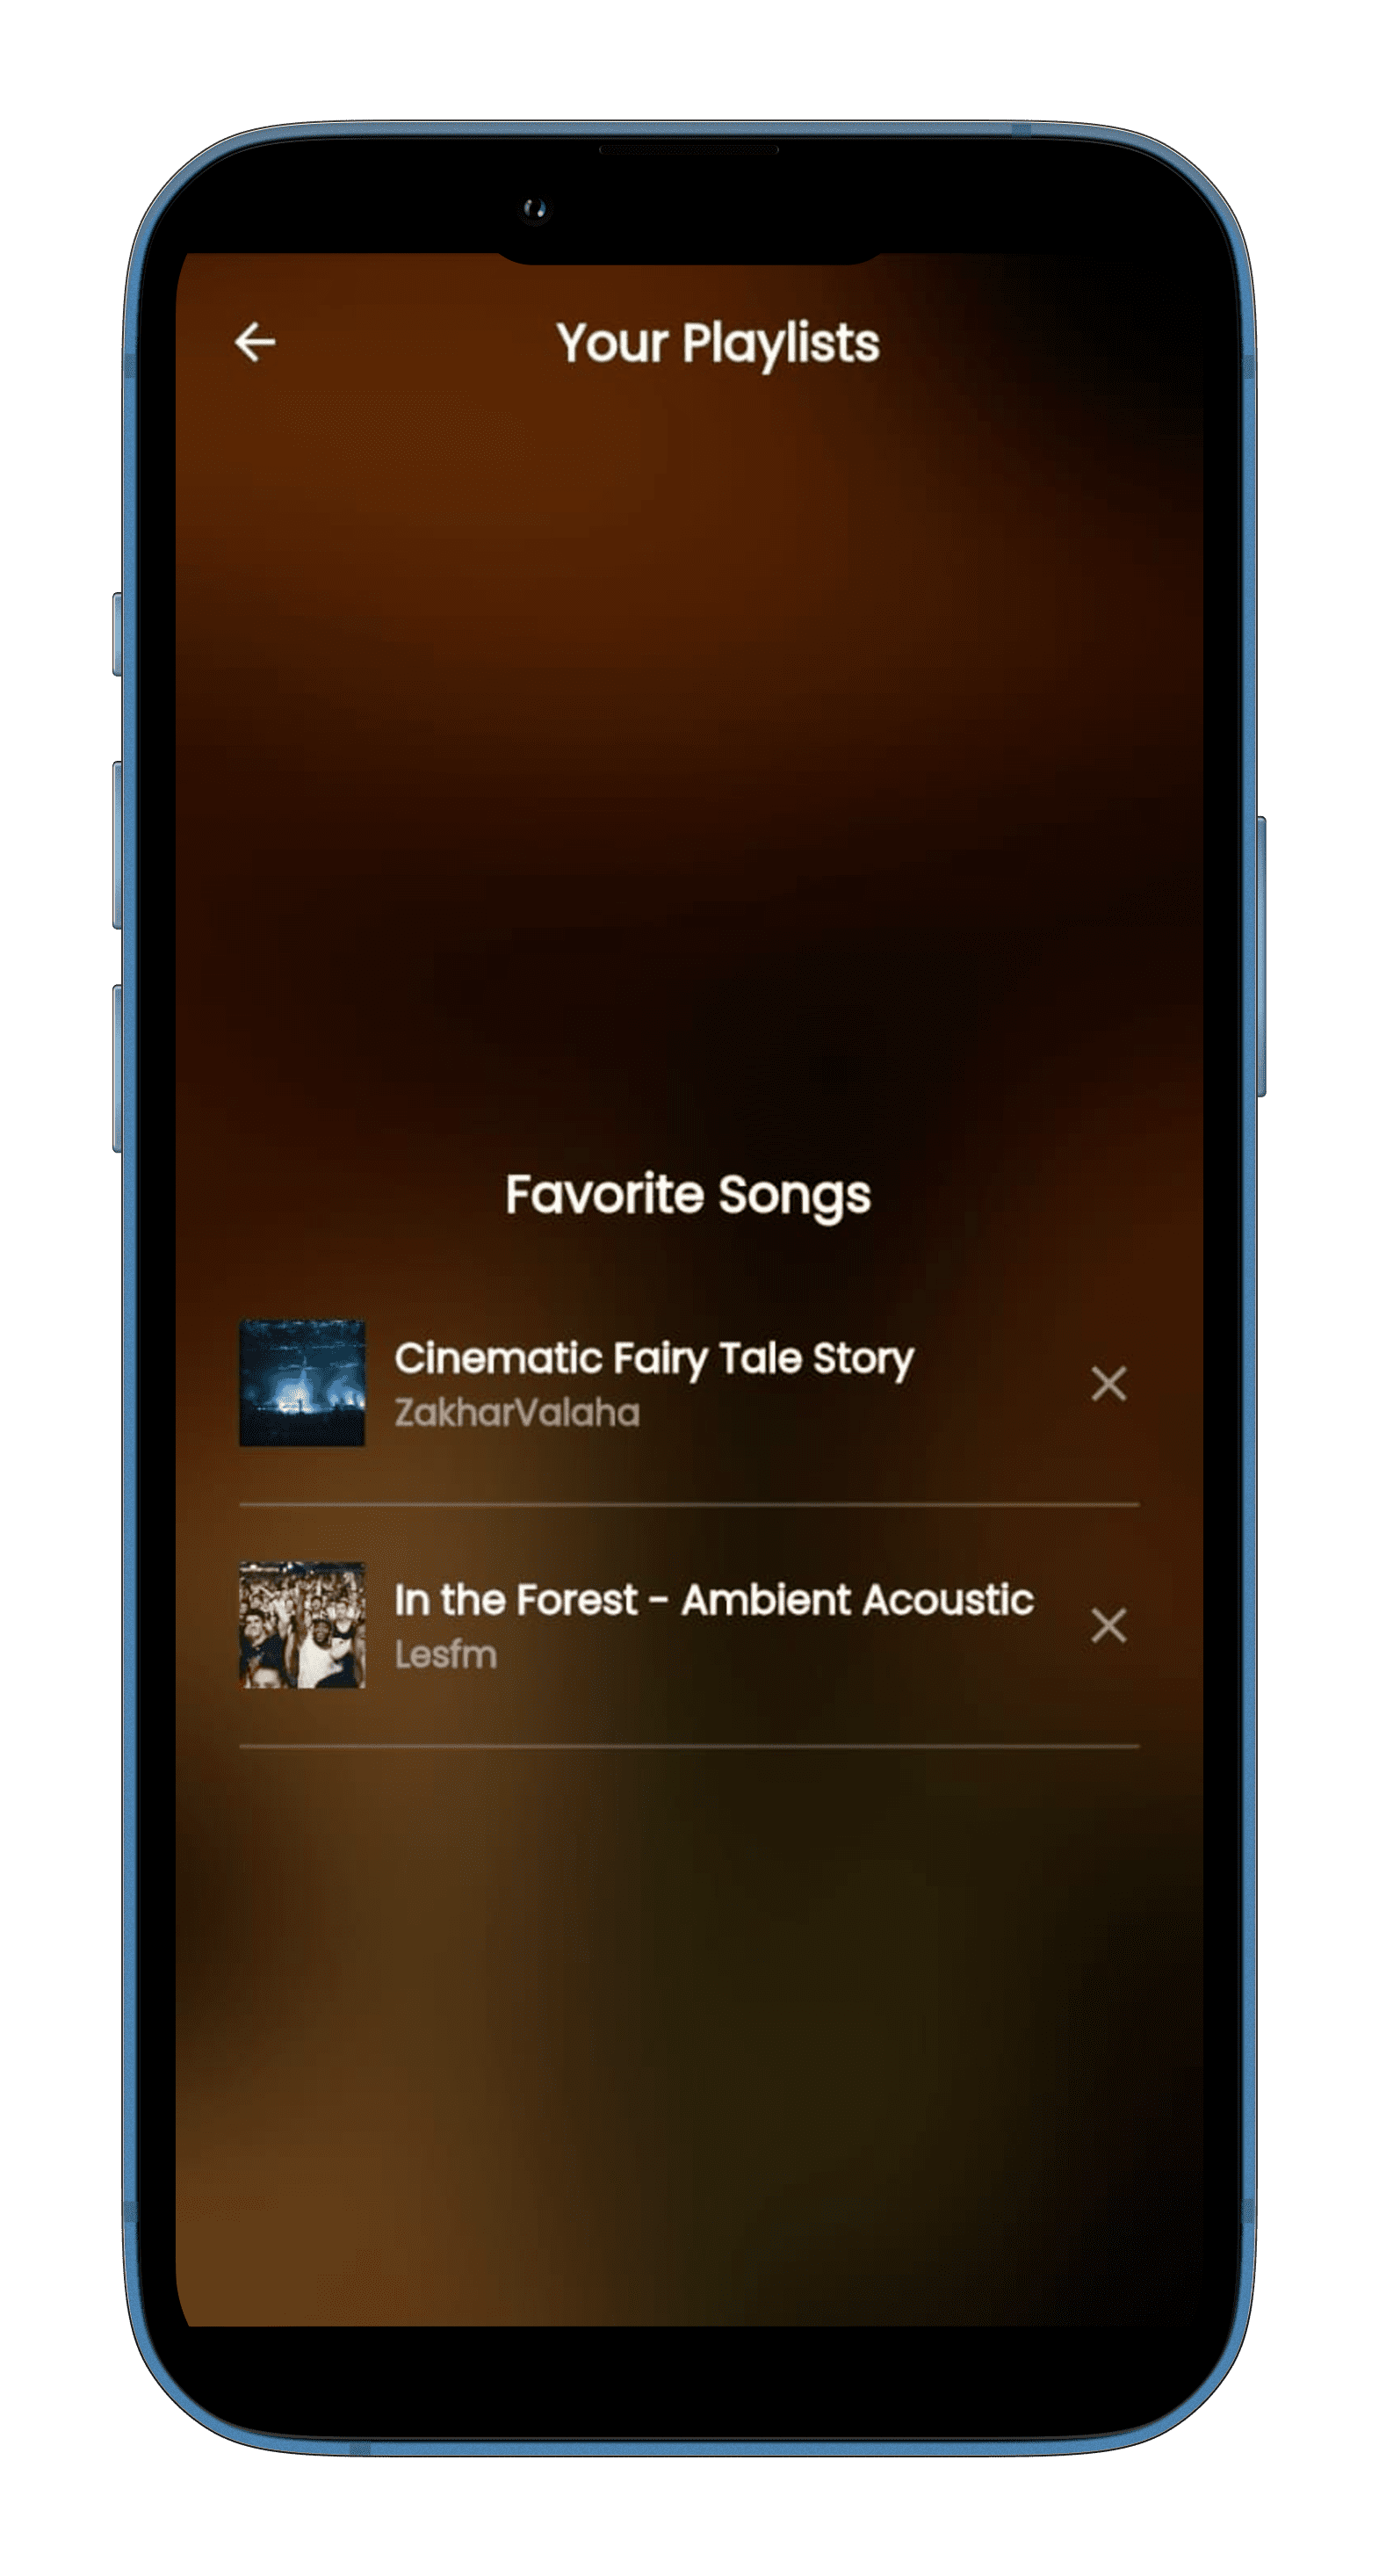 Your Playlists
Favorite Songs
Cinematic Fairy Tale Story
ZakharValaha
In the Forest - Ambient Acoustic
Lesfm